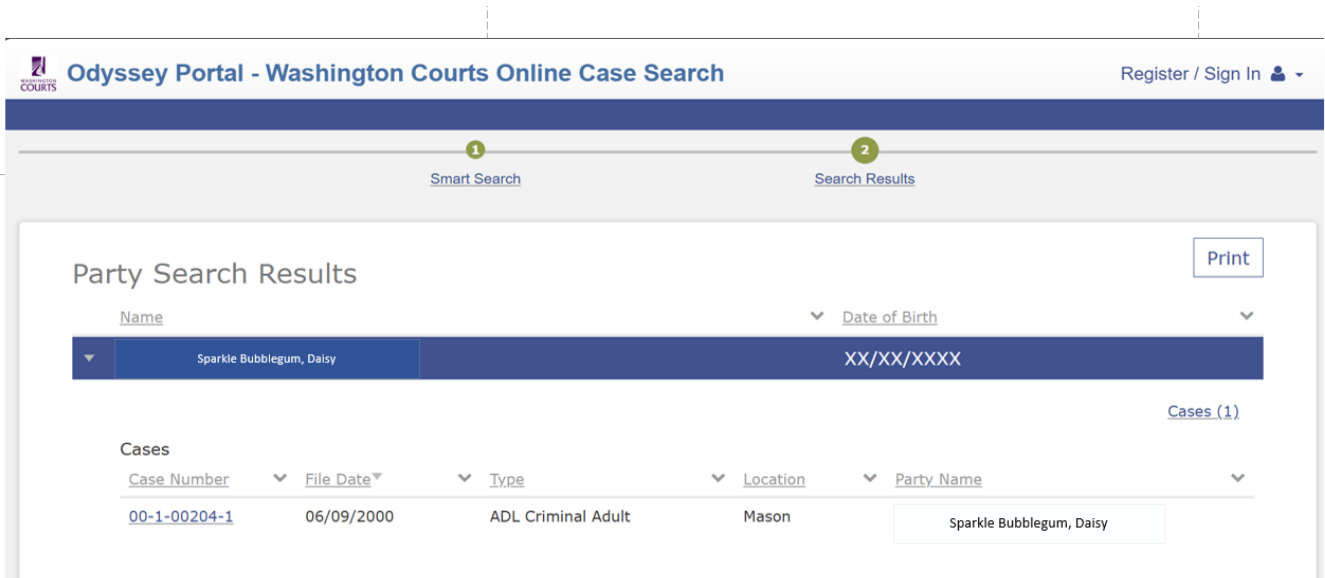 WASHINGTON
COURTS
Odyssey Portal - Washington Courts Online Case Search
Register / Sign In
1
2
Smart Search
Search Results
Print
Party Search Results
Name
Date of Birth
Sparkle Bubblegum, Daisy
XX/XX/XXXX
Cases (1)
Cases
Case Number
File Date
Type
Location
Party Name
00-1-00204-1
06/09/2000
ADL Criminal Adult
Mason
Sparkle Bubblegum, Daisy